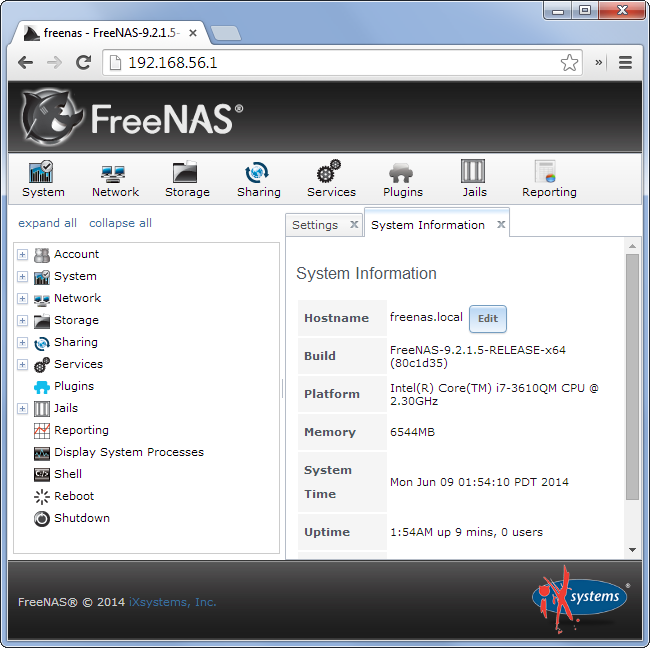 freenas - FreeNAS-9.2.1.5-
192.168.56.1
FreeNAS®
System Network Storage Sharing Services Plugins Jails Reporting
expand all collapse all
Settings System Information
Account
System
Network
Storage
Sharing
Services
Plugins
Jails
Reporting
Display System Processes
Shell
Reboot
Shutdown
System Information
Hostname freenas.local Edit
Build FreeNAS-9.2.1.5-RELEASE-x64
(80c1d35)
Platform Intel(R) Core(TM) i7-3610QM CPU @
2.30GHz
Memory 6544MB
System
Time Mon Jun 09 01:54:10 PDT 2014
Uptime 1:54AM up 9 mins, 0 users
FreeNAS® © 2014 iXsystems, Inc.
iXsystems®